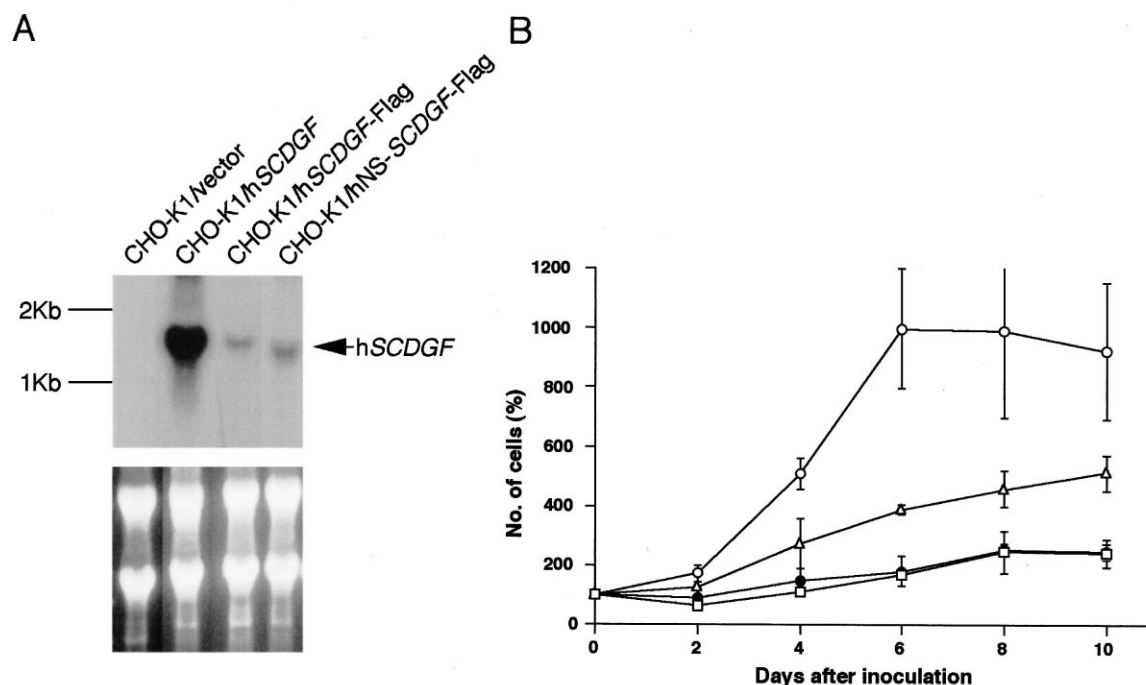 A
CHO-K1/vector
CHO-K1/hSCDGF
CHO-K1/hSCDGF-Flag
CHO-K1/hNS-SCDGF-Flag
2Kb
1Kb
hSCDGF
B
1200
1000
800
600
400
200
0
No. of cells (%)
0 2 4 6 8 10
Days after inoculation